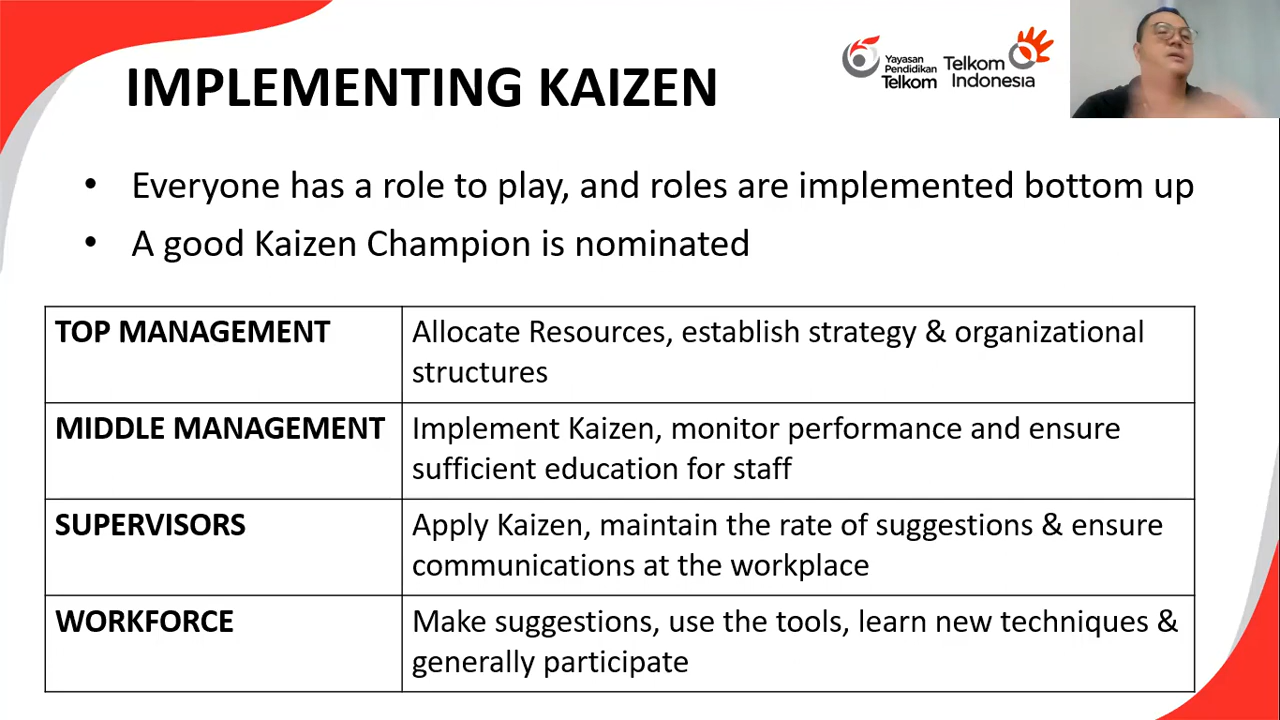 IMPLEMENTING KAIZEN
Yayasan
Pendidikan
Telkom
Telkom
Indonesia
• Everyone has a role to play, and roles are implemented bottom up
• A good Kaizen Champion is nominated
TOP MANAGEMENT
Allocate Resources, establish strategy & organizational
structures
MIDDLE MANAGEMENT
Implement Kaizen, monitor performance and ensure
sufficient education for staff
SUPERVISORS
Apply Kaizen, maintain the rate of suggestions & ensure
communications at the workplace
WORKFORCE
Make suggestions, use the tools, learn new techniques &
generally participate